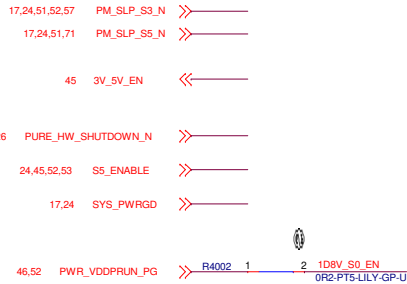 17,24,51,52,57 PM_SLP_S3_N
17,24,51,71 PM_SLP_S5_N
45 3V_5V_EN
26 PURE_HW_SHUTDOWN_N
24,45,52,53 S5_ENABLE
17,24 SYS_PWRGD
46,52 PWR_VDDPRUN_PG R4002 1 2 1D8V_S0_EN
0R2-PT5-LILY-GP-U